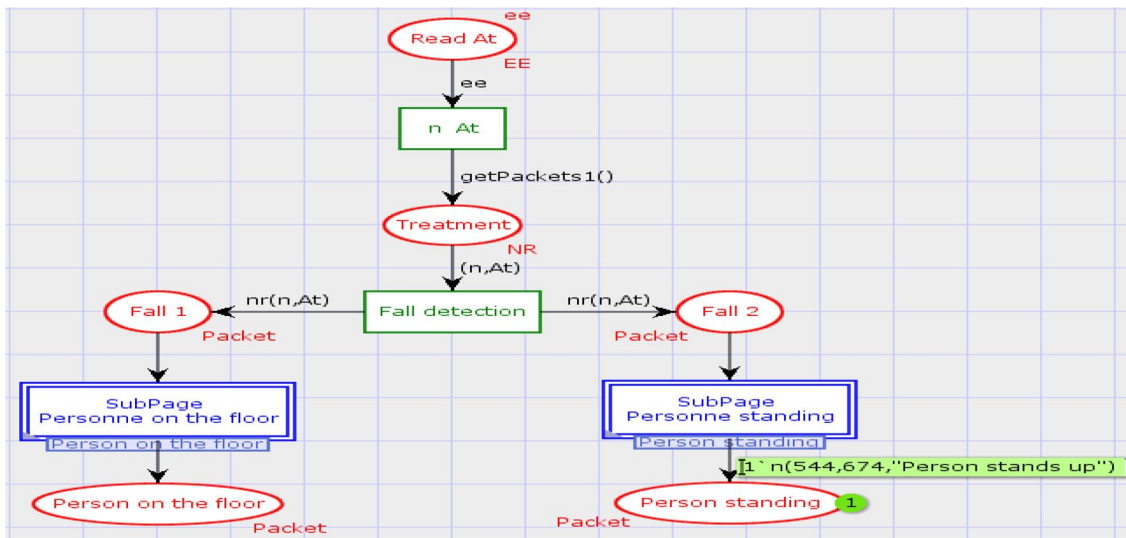 ee
Read At
EE
ee
n At
getPackets1()
Treatment
NR
(n,At)
Fall 1
nr(n,At)
Fall detection
nr(n,At)
Fall 2
Packet
Packet
SubPage
Personne on the floor
Person on the floor
SubPage
Personne standing
Person standing
1`n(544,674,"Person stands up")
Person on the floor
Packet
Person standing
1
Packet